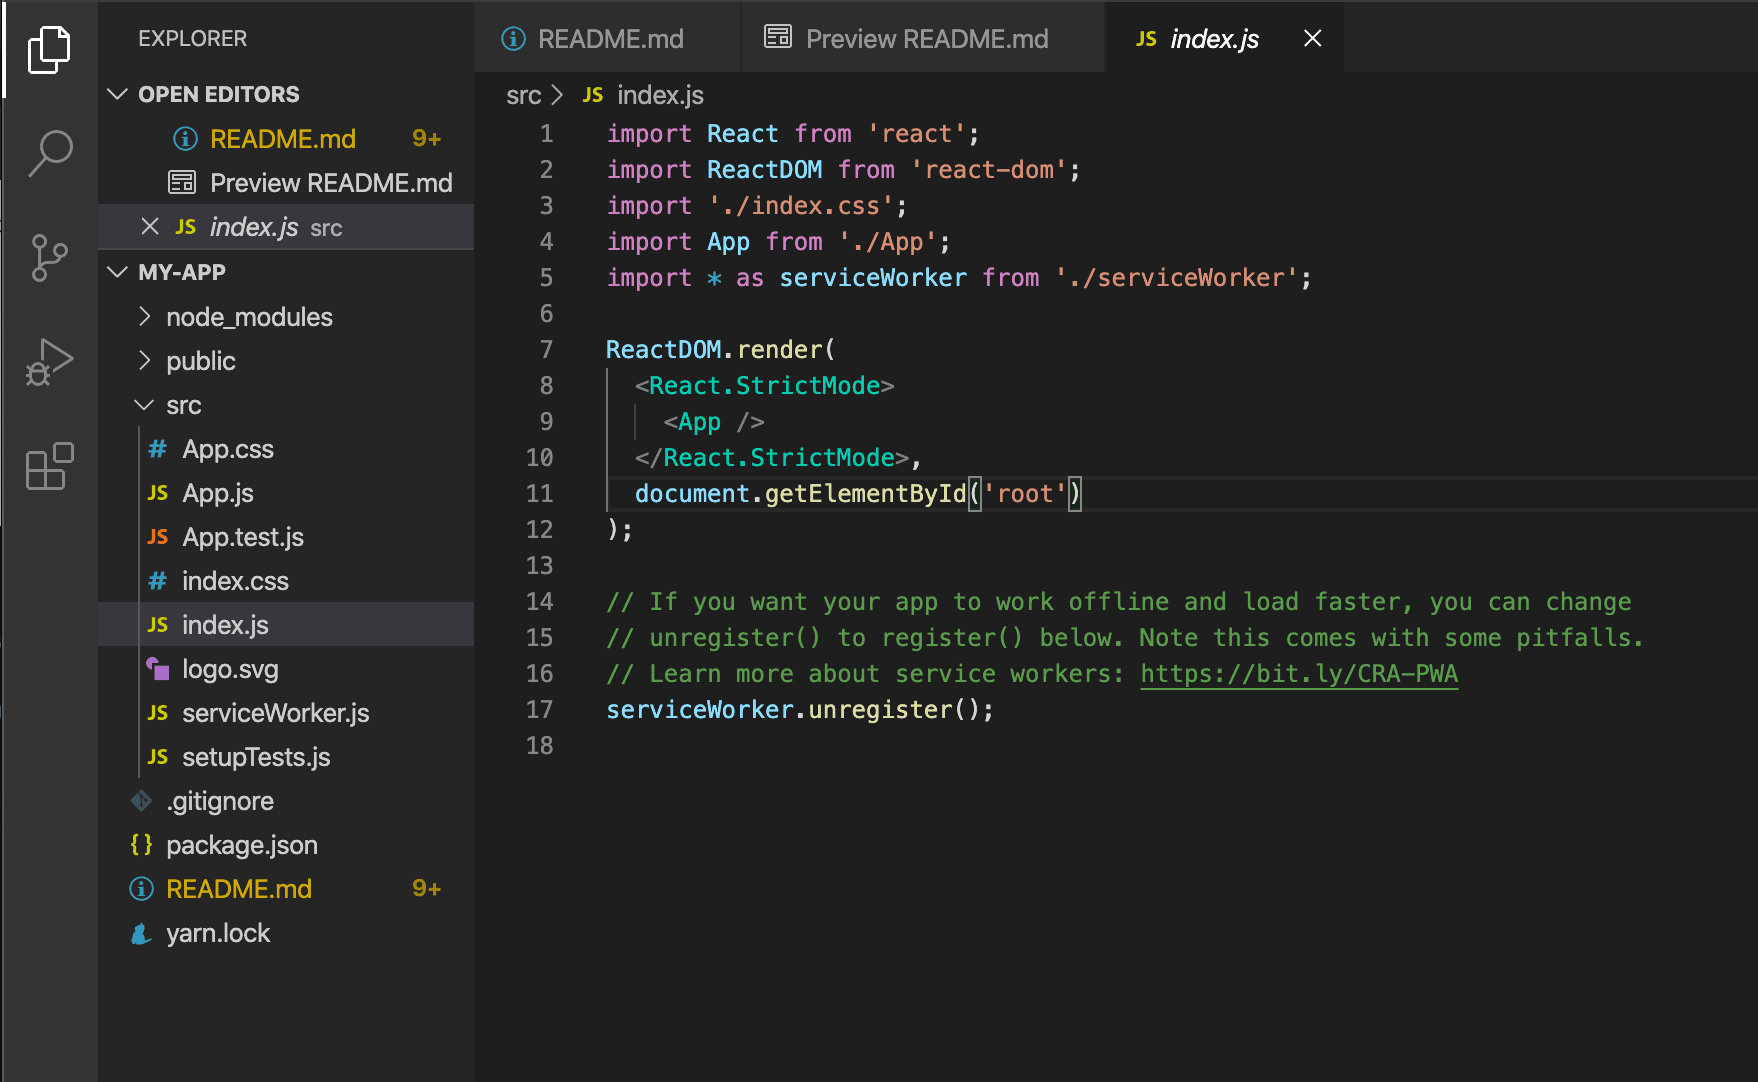 EXPLORER
OPEN EDITORS
README.md 9+
Preview README.md
JS index.js src
MY-APP
node_modules
public
src
# App.css
JS App.js
JS App.test.js
# index.css
JS index.js
logo.svg
JS serviceWorker.js
JS setupTests.js
.gitignore
{} package.json
README.md 9+
yarn.lock
README.md Preview README.md JS index.js
src > JS index.js
1 import React from 'react';
2 import ReactDOM from 'react-dom';
3 import './index.css';
4 import App from './App';
5 import * as serviceWorker from './serviceWorker';
6
7 ReactDOM.render(
8   <React.StrictMode>
9     <App />
10   </React.StrictMode>,
11   document.getElementById('root')
12 );
13
14 // If you want your app to work offline and load faster, you can change
15 // unregister() to register() below. Note this comes with some pitfalls.
16 // Learn more about service workers: https://bit.ly/CRA-PWA
17 serviceWorker.unregister();
18